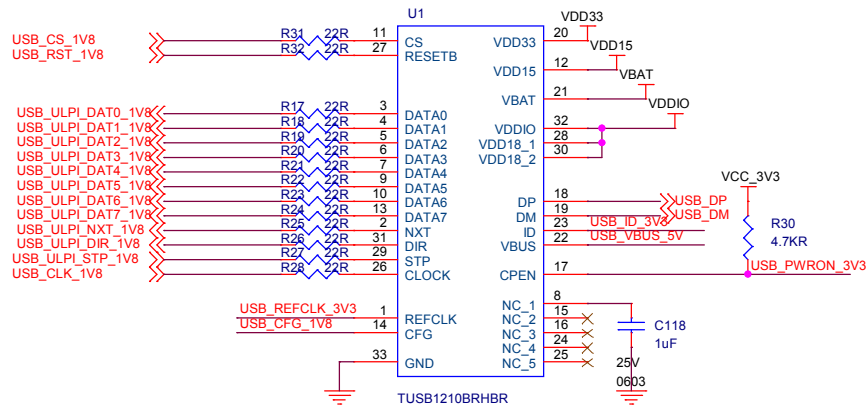 U1
USB_CS_1V8 R31 22R 11 CS VDD33 20 VDD33
USB_RST_1V8 R32 22R 27 RESETB
VDD15 12 VDD15
VBAT 21 VBAT
USB_ULPI_DAT0_1V8 R17 22R 3 DATA0
USB_ULPI_DAT1_1V8 R18 22R 4 DATA1 VDDIO 32 VDDIO
USB_ULPI_DAT2_1V8 R19 22R 5 DATA2 VDD18_1 28
USB_ULPI_DAT3_1V8 R20 22R 6 DATA3 VDD18_2 30
USB_ULPI_DAT4_1V8 R21 22R 7 DATA4
USB_ULPI_DAT5_1V8 R22 22R 9 DATA5 VCC_3V3
USB_ULPI_DAT6_1V8 R23 22R 10 DATA6 DP 18 USB_DP
USB_ULPI_DAT7_1V8 R24 22R 13 DATA7 DM 19 USB_DM
USB_ULPI_NXT_1V8 R25 22R 2 NXT ID 23 USB_ID_3V3 R30
USB_ULPI_DIR_1V8 R26 22R 31 DIR VBUS 22 USB_VBUS_5V 4.7KR
USB_ULPI_STP_1V8 R27 22R 29 STP
USB_CLK_1V8 R28 22R 26 CLOCK CPEN 17 USB_PWRON_3V3
NC_1 8
USB_REFCLK_3V3 1 REFCLK NC_2 15 C118
USB_CFG_1V8 14 CFG NC_3 16 1uF
NC_4 24
33 GND NC_5 25 25V
0603
TUSB1210BRHBR